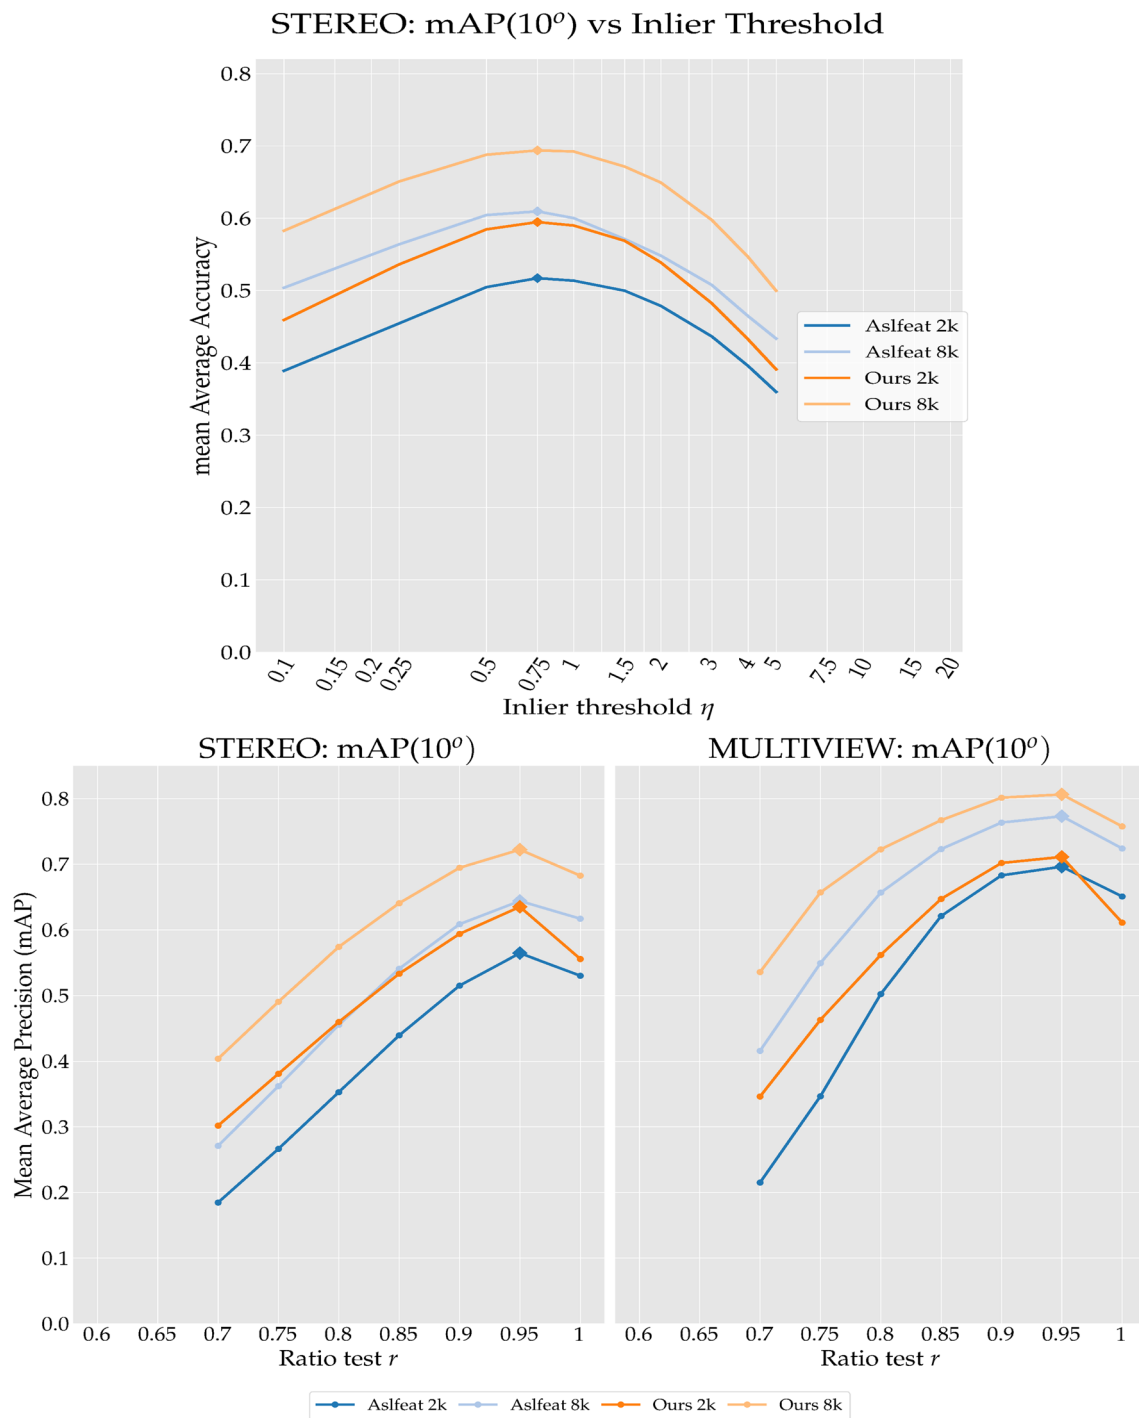 STEREO: mAP(10°) vs Inlier Threshold
mean Average Accuracy
0.8
0.7
0.6
0.5
0.4
0.3
0.2
0.1
0.0
Aslfeat 2k
Aslfeat 8k
Ours 2k
Ours 8k
0.1 0.15 0.2 0.25 0.5 0.75 1 1.5 2 3 4 5 7.5 10 15 20
Inlier threshold η
STEREO: mAP(10°)
MULTIVIEW: mAP(10°)
Mean Average Precision (mAP)
0.8
0.7
0.6
0.5
0.4
0.3
0.2
0.1
0.0
0.6 0.65 0.7 0.75 0.8 0.85 0.9 0.95 1
0.6 0.65 0.7 0.75 0.8 0.85 0.9 0.95 1
Ratio test r
Ratio test r
Aslfeat 2k Aslfeat 8k Ours 2k Ours 8k